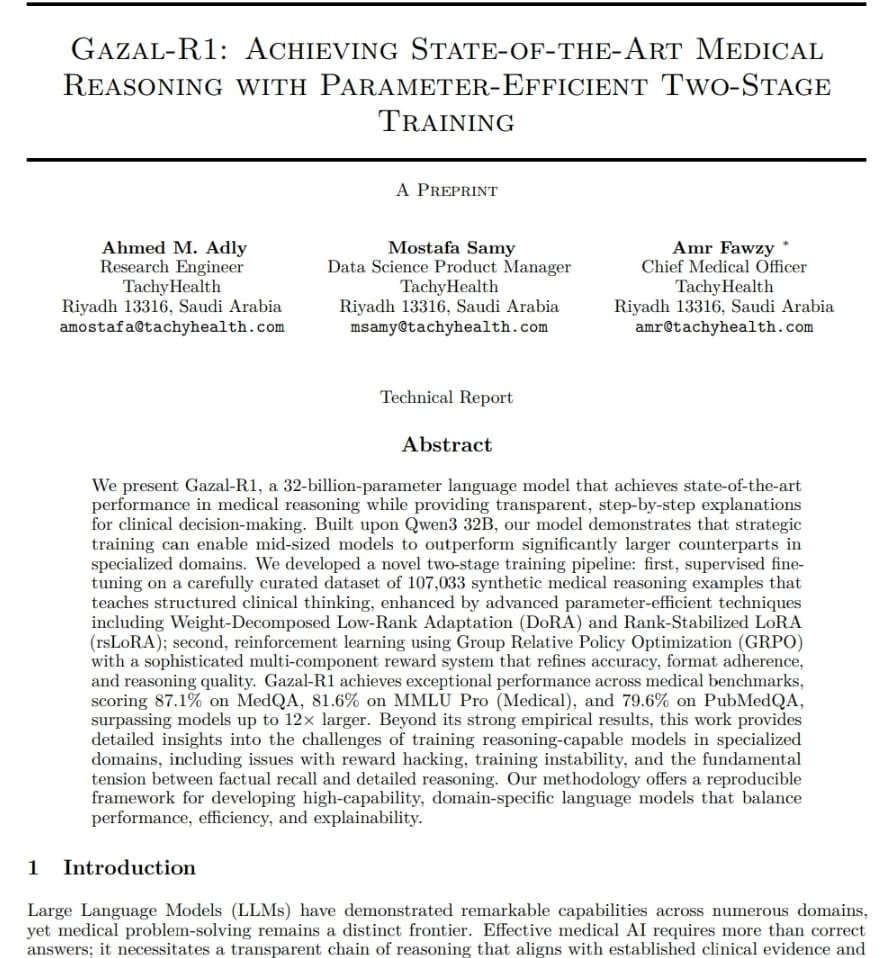 GAZAL-R1: ACHIEVING STATE-OF-THE-ART MEDICAL
REASONING WITH PARAMETER-EFFICIENT TWO-STAGE
TRAINING
A PREPRINT
Ahmed M. Adly
Research Engineer
TachyHealth
Riyadh 13316, Saudi Arabia
amostafa@tachyhealth.com
Mostafa Samy
Data Science Product Manager
TachyHealth
Riyadh 13316, Saudi Arabia
msamy@tachyhealth.com
Amr Fawzy *
Chief Medical Officer
TachyHealth
Riyadh 13316, Saudi Arabia
amr@tachyhealth.com
Technical Report
Abstract
We present Gazal-R1, a 32-billion-parameter language model that achieves state-of-the-art
performance in medical reasoning while providing transparent, step-by-step explanations
for clinical decision-making. Built upon Qwen3 32B, our model demonstrates that strategic
training can enable mid-sized models to outperform significantly larger counterparts in
specialized domains. We developed a novel two-stage training pipeline: first, supervised fine-
tuning on a carefully curated dataset of 107,033 synthetic medical reasoning examples that
teaches structured clinical thinking, enhanced by advanced parameter-efficient techniques
including Weight-Decomposed Low-Rank Adaptation (DoRA) and Rank-Stabilized LoRA
(rsLoRA); second, reinforcement learning using Group Relative Policy Optimization (GRPO)
with a sophisticated multi-component reward system that refines accuracy, format adherence,
and reasoning quality. Gazal-R1 achieves exceptional performance across medical benchmarks,
scoring 87.1% on MedQA, 81.6% on MMLU Pro (Medical), and 79.6% on PubMedQA,
surpassing models up to 12× larger. Beyond its strong empirical results, this work provides
detailed insights into the challenges of training reasoning-capable models in specialized
domains, including issues with reward hacking, training instability, and the fundamental
tension between factual recall and detailed reasoning. Our methodology offers a reproducible
framework for developing high-capability, domain-specific language models that balance
performance, efficiency, and explainability.
1 Introduction
Large Language Models (LLMs) have demonstrated remarkable capabilities across numerous domains,
yet medical problem-solving remains a distinct frontier. Effective medical AI requires more than correct
answers; it necessitates a transparent chain of reasoning that aligns with established clinical evidence and